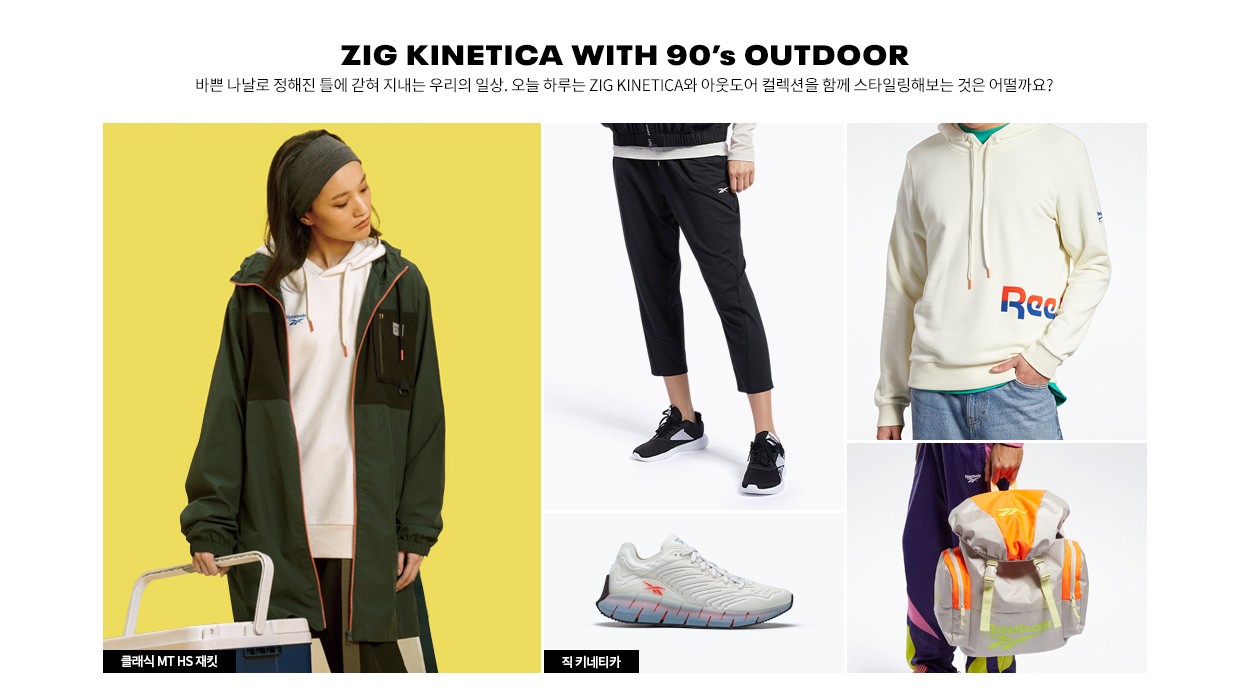 ZIG KINETICA WITH 90's OUTDOOR
바쁜 나날로 정해진 틀에 갇혀 지내는 우리의 일상. 오늘 하루는 ZIG KINETICA와 아웃도어 컬렉션을 함께 스타일링해보는 것은 어떨까요?
Reebok
Ree
Reebok
Reebok
클래식 MT HS 재킷
직 키네티카